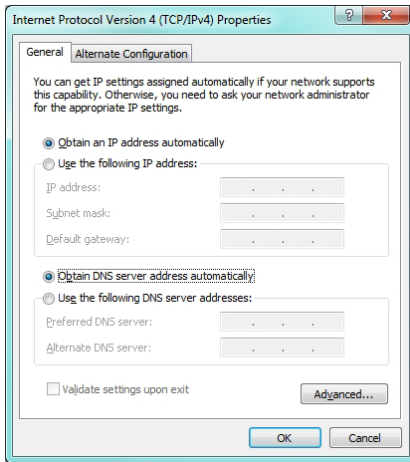 Internet Protocol Version 4 (TCP/IPv4) Properties
General
Alternate Configuration
You can get IP settings assigned automatically if your network supports
this capability. Otherwise, you need to ask your network administrator
for the appropriate IP settings.
Obtain an IP address automatically
Use the following IP address:
IP address:
Subnet mask:
Default gateway:
Obtain DNS server address automatically
Use the following DNS server addresses:
Preferred DNS server:
Alternate DNS server:
Validate settings upon exit
Advanced...
OK
Cancel